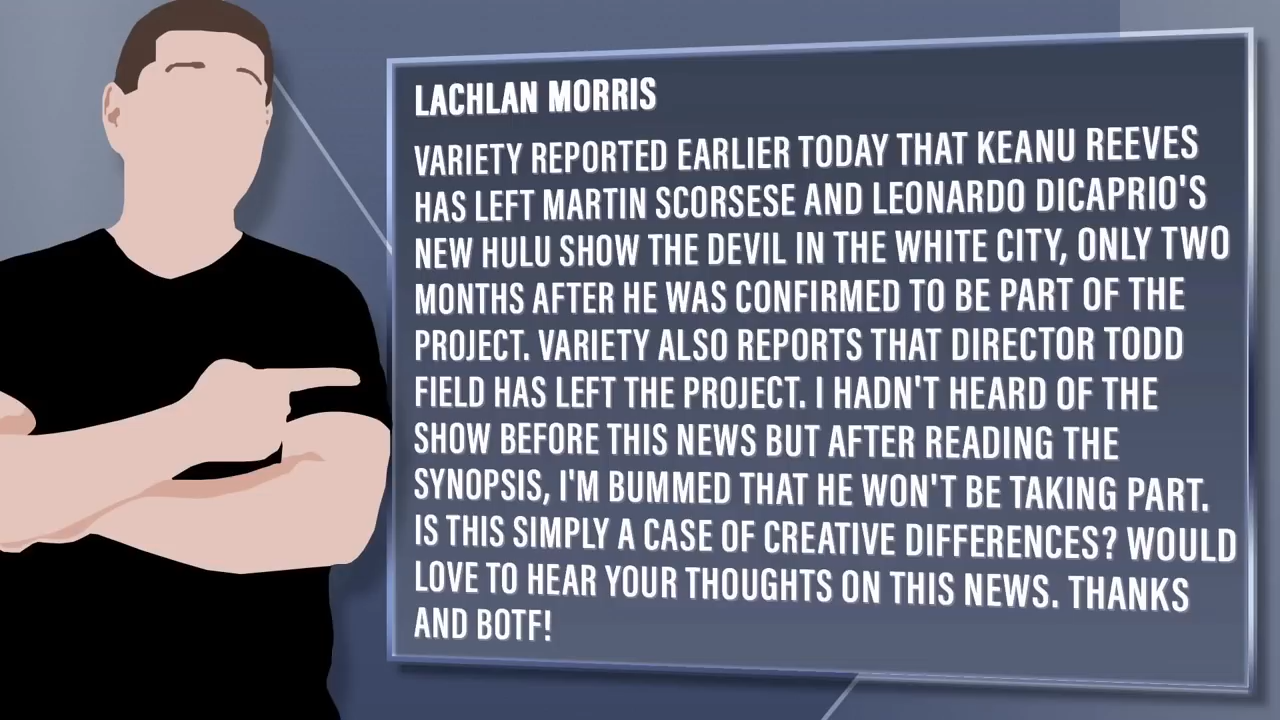 LACHLAN MORRIS
VARIETY REPORTED EARLIER TODAY THAT KEANU REEVES
HAS LEFT MARTIN SCORSESE AND LEONARDO DICAPRIO'S
NEW HULU SHOW THE DEVIL IN THE WHITE CITY, ONLY TWO
MONTHS AFTER HE WAS CONFIRMED TO BE PART OF THE
PROJECT. VARIETY ALSO REPORTS THAT DIRECTOR TODD
FIELD HAS LEFT THE PROJECT. I HADN'T HEARD OF THE
SHOW BEFORE THIS NEWS BUT AFTER READING THE
SYNOPSIS, I'M BUMMED THAT HE WON'T BE TAKING PART.
IS THIS SIMPLY A CASE OF CREATIVE DIFFERENCES? WOULD
LOVE TO HEAR YOUR THOUGHTS ON THIS NEWS. THANKS
AND BOTF!